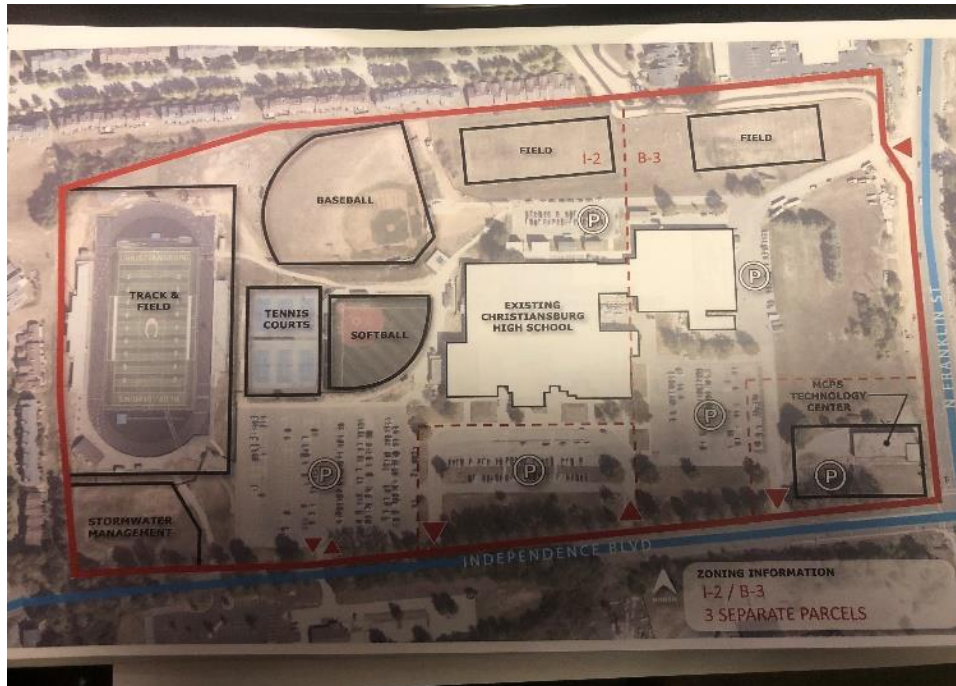 FIELD
I-2
B-3
FIELD
BASEBALL
TRACK &
FIELD
CHRISTIANSBURG
C
TENNIS
COURTS
SOFTBALL
EXISTING
CHRISTIANSBURG
HIGH SCHOOL
P
P
P
P
P
P
MCPS
TECHNOLOGY
CENTER
N FRANKLIN ST
STORMWATER
MANAGEMENT
INDEPENDENCE BLVD
ZONING INFORMATION
I-2 / B-3
3 SEPARATE PARCELS